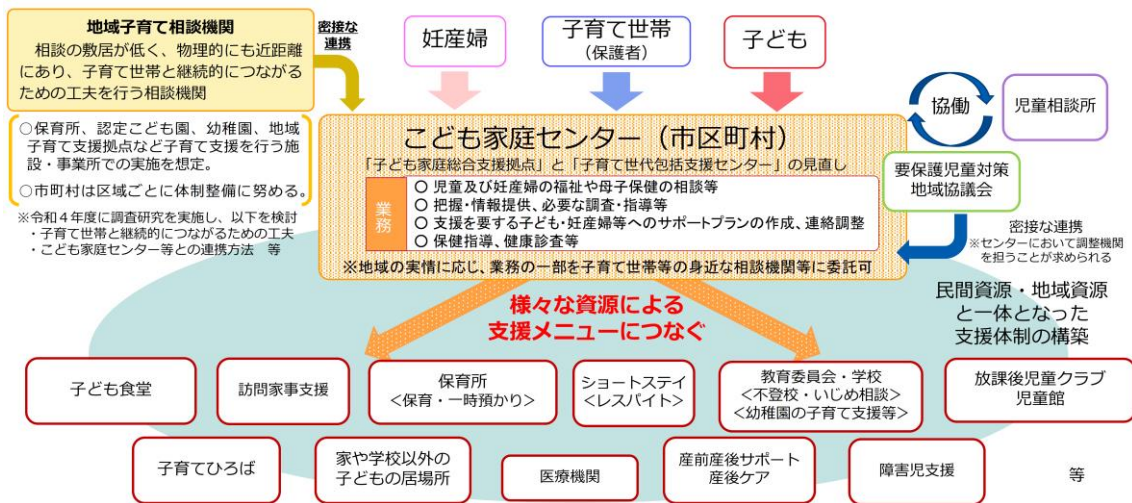 地域子育て相談機関
相談の敷居が低く、物理的にも近距離
にあり、子育て世帯と継続的につながる
ための工夫を行う相談機関
密接な
連携
○保育所、認定こども園、幼稚園、地域
子育て支援拠点など子育て支援を行う施
設・事業所での実施を想定。
○市町村は区域ごとに体制整備に努める。
※令和４年度に調査研究を実施し、以下を検討
・子育て世帯と継続的につながるための工夫
・こども家庭センター等との連携方法　等
妊産婦
子育て世帯
（保護者）
子ども
こども家庭センター（市区町村）
「子ども家庭総合支援拠点」と「子育て世代包括支援センター」の見直し
業務
○ 児童及び妊産婦の福祉や母子保健の相談等
○ 把握・情報提供、必要な調査・指導等
○ 支援を要する子ども・妊産婦等へのサポートプランの作成、連絡調整
○ 保健指導、健康診査等
※地域の実情に応じ、業務の一部を子育て世帯等の身近な相談機関等に委託可
協働
児童相談所
要保護児童対策
地域協議会
密接な連携
※センターにおいて調整機関
を担うことが求められる
様々な資源による
支援メニューにつなぐ
民間資源・地域資源
と一体となった
支援体制の構築
子ども食堂
訪問家事支援
保育所
<保育・一時預かり>
ショートステイ
<レスパイト>
教育委員会・学校
<不登校・いじめ相談>
<幼稚園の子育て支援等>
放課後児童クラブ
児童館
子育てひろば
家や学校以外の
子どもの居場所
医療機関
産前産後サポート
産後ケア
障害児支援
等